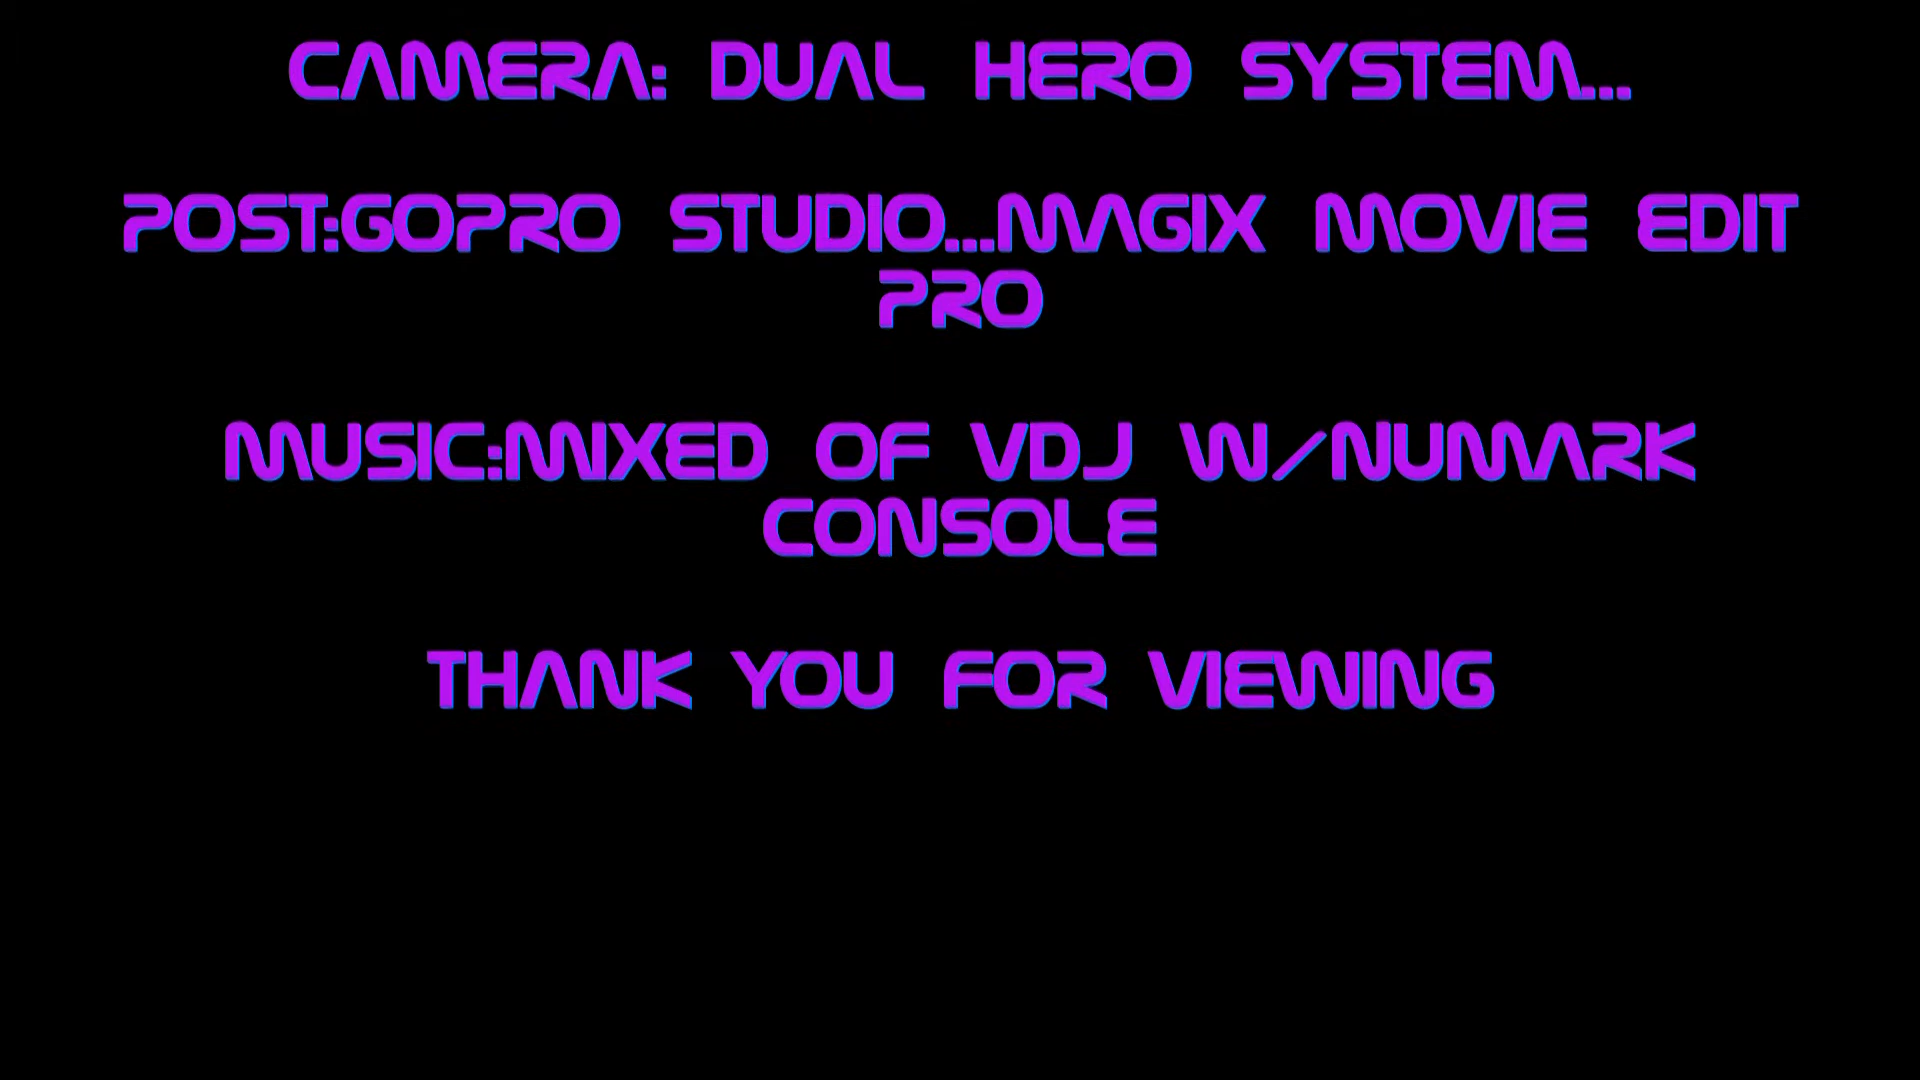 CAMERA: DUAL HERO SYSTEM...
POST:GOPRO STUDIO...MAGIX MOVIE EDIT
PRO
MUSIC:MIXED OF VDJ W/NUMARK
CONSOLE
THANK YOU FOR VIEWING